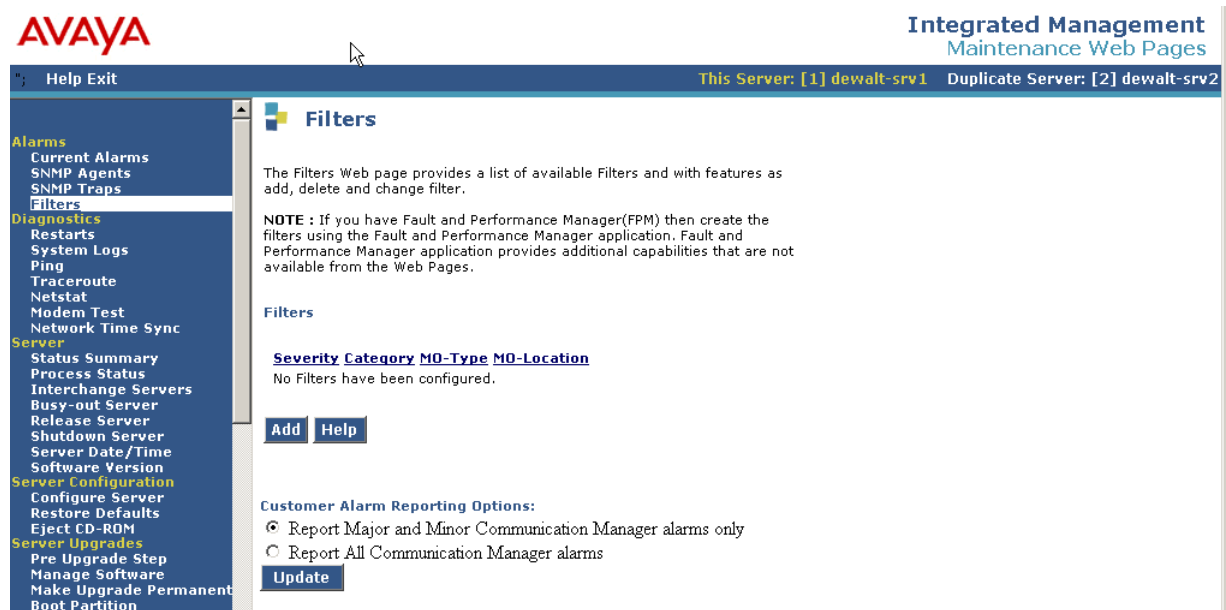 AVAYA
Integrated Management
Maintenance Web Pages
"; Help Exit
This Server: [1] dewalt-srv1 Duplicate Server: [2] dewalt-srv2
Alarms
Current Alarms
SNMP Agents
SNMP Traps
Filters
Diagnostics
Restarts
System Logs
Ping
Traceroute
Netstat
Modem Test
Network Time Sync
Server
Status Summary
Process Status
Interchange Servers
Busy-out Server
Release Server
Shutdown Server
Server Date/Time
Software Version
Server Configuration
Configure Server
Restore Defaults
Eject CD-ROM
Server Upgrades
Pre Upgrade Step
Manage Software
Make Upgrade Permanent
Boot Partition
Filters
The Filters Web page provides a list of available Filters and with features as
add, delete and change filter.
NOTE : If you have Fault and Performance Manager(FPM) then create the
filters using the Fault and Performance Manager application. Fault and
Performance Manager application provides additional capabilities that are not
available from the Web Pages.
Filters
Severity Category MO-Type MO-Location
No Filters have been configured.
Add Help
Customer Alarm Reporting Options:
Report Major and Minor Communication Manager alarms only
Report All Communication Manager alarms
Update